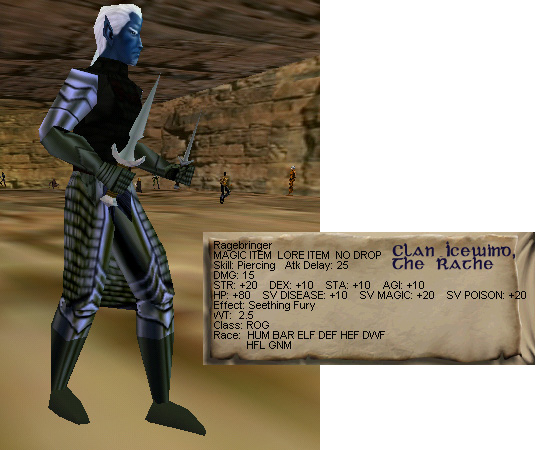 Ragebringer
MAGIC ITEM LORE ITEM NO DROP
Skill: Piercing Atk Delay: 25
DMG: 15
STR: +20 DEX: +10 STA: +10 AGI: +10
HP: +80 SV DISEASE: +10 SV MAGIC: +20 SV POISON: +20
Effect: Seething Fury
WT: 2.5
Class: ROG
Race: HUM BAR ELF DEF HEF DWF
HFL GNM
Clan Icewind,
The Rathe